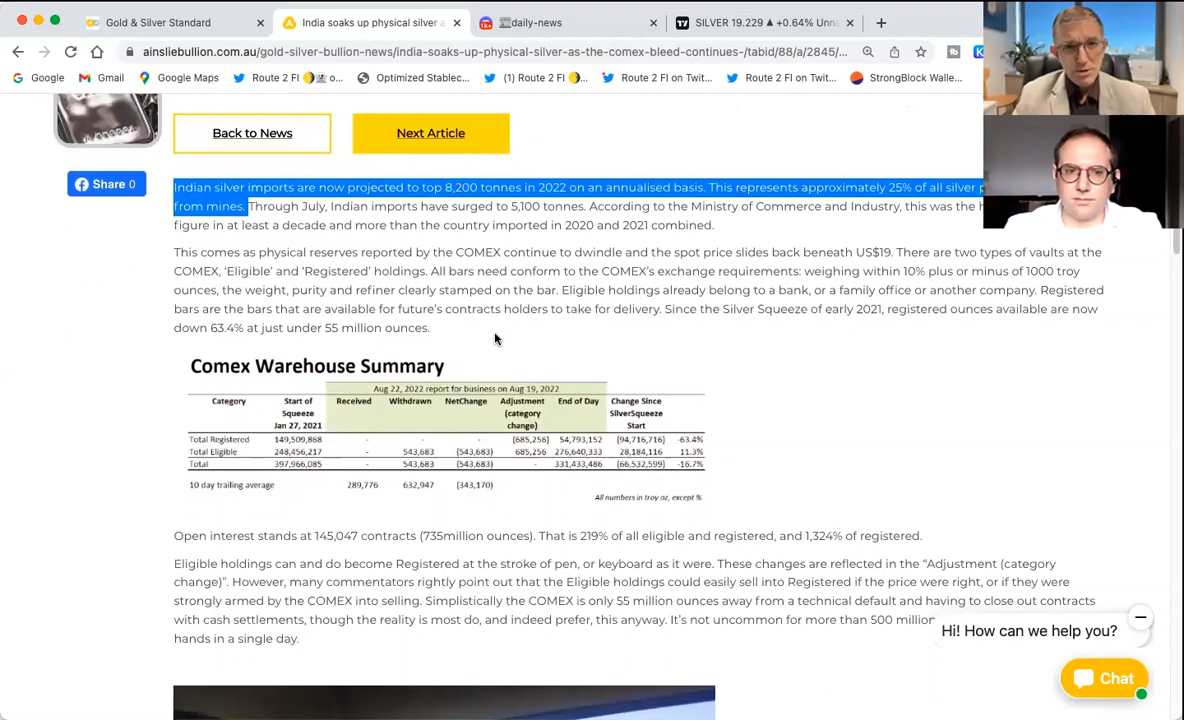 Gold & Silver Standard
India soaks up physical silver a
1k+
daily-news
SILVER 19.229 ▲ +0.64% Unna
ainsliebullion.com.au/gold-silver-bullion-news/india-soaks-up-physical-silver-as-the-comex-bleed-continues-/tabid/88/a/2845/...
Google
Gmail
Google Maps
Route 2 FI o...
Optimized Stablec...
(1) Route 2 FI ...
Route 2 FI on Twit...
Route 2 FI on Twit...
StrongBlock Walle...
Back to News
Next Article
Share 0
Indian silver imports are now projected to top 8,200 tonnes in 2022 on an annualised basis. This represents approximately 25% of all silver
from mines. Through July, Indian imports have surged to 5,100 tonnes. According to the Ministry of Commerce and Industry, this was the
figure in at least a decade and more than the country imported in 2020 and 2021 combined.
This comes as physical reserves reported by the COMEX continue to dwindle and the spot price slides back beneath US$19. There are two types of vaults at the
COMEX, ‘Eligible’ and ‘Registered’ holdings. All bars need conform to the COMEX’s exchange requirements: weighing within 10% plus or minus of 1000 troy
ounces, the weight, purity and refiner clearly stamped on the bar. Eligible holdings already belong to a bank, or a family office or another company. Registered
bars are the bars that are available for future’s contracts holders to take for delivery. Since the Silver Squeeze of early 2021, registered ounces available are now
down 63.4% at just under 55 million ounces.
Comex Warehouse Summary
Aug 22, 2022 report for business on Aug 19, 2022
Category Start of Squeeze Jan 27, 2021 Received Withdrawn NetChange Adjustment (category change) End of Day Change Since SilverSqueeze Start
Total Registered 149,509,868 - - - (685,256) 54,793,152 (94,716,716) -63.4%
Total Eligible 248,456,217 - 543,683 (543,683) 685,256 276,640,333 28,184,116 11.3%
Total 397,966,085 - 543,683 (543,683) - 331,433,486 (66,532,599) -16.7%
10 day trailing average 289,776 632,947 (343,170)
All numbers in troy oz, except %
Open interest stands at 145,047 contracts (735million ounces). That is 219% of all eligible and registered, and 1,324% of registered.
Eligible holdings can and do become Registered at the stroke of pen, or keyboard as it were. These changes are reflected in the “Adjustment (category
change)”. However, many commentators rightly point out that the Eligible holdings could easily sell into Registered if the price were right, or if they were
strongly armed by the COMEX into selling. Simplistically the COMEX is only 55 million ounces away from a technical default and having to close out contracts
with cash settlements, though the reality is most do, and indeed prefer, this anyway. It’s not uncommon for more than 500 million
hands in a single day.
Hi! How can we help you?
Chat